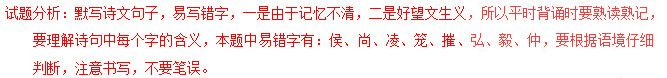 试题分析：默写诗文句子，易写错字，一是由于记忆不清，二是好望文生义，所以平时背诵时要熟读熟记，
要理解诗句中每个字的含义，本题中易错字有：侯、尚、凌、笼、摧、弘、毅、仲，要根据语境仔细
判断，注意书写，不要笔误。